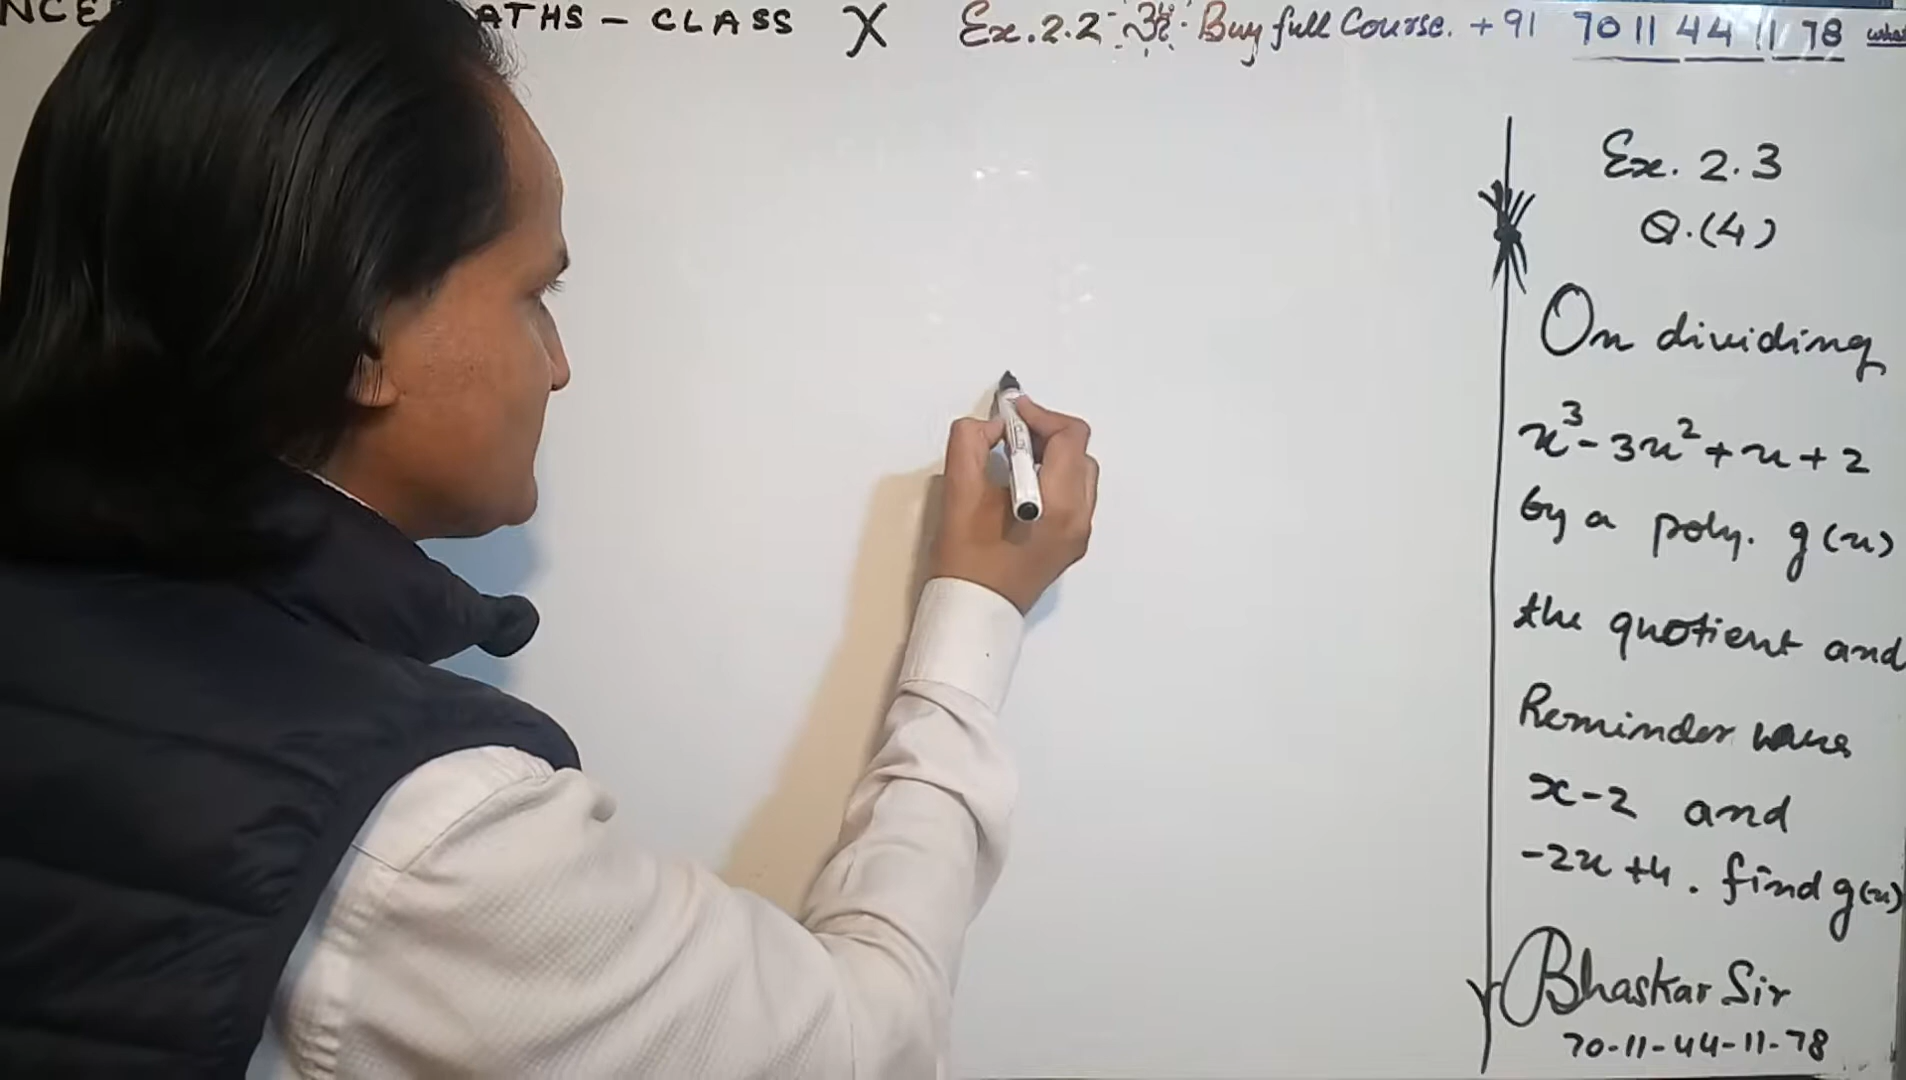 NCE ATHS - CLASS X Ex. 2.2 ॐ Buy full Course. +91 70 11 44 11 78
Ex. 2.3
Q.(4)
On dividing
x³-3x²+x+2
by a poly. g(x)
the quotient and
Reminder were
x-2 and
-2x+4. find g(x)
Bhaskar Sir
70-11-44-11-78